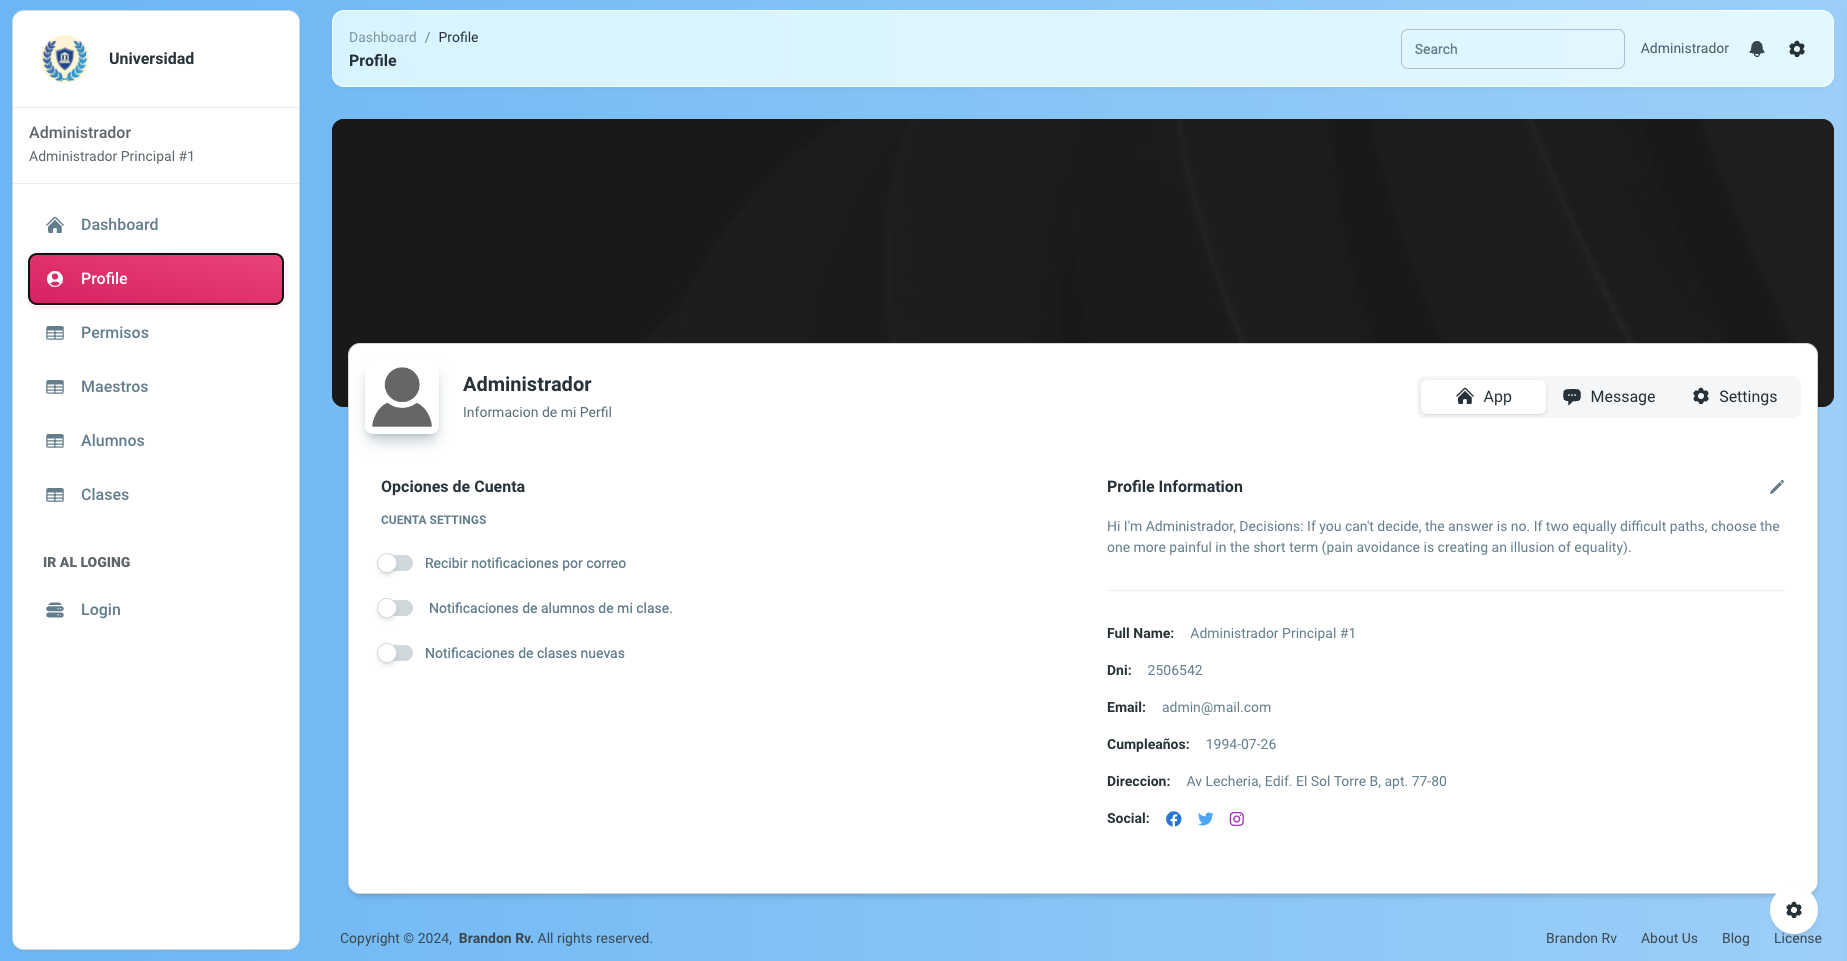 Universidad
Administrador
Administrador Principal #1
Dashboard
Profile
Permisos
Maestros
Alumnos
Clases
IR AL LOGING
Login
Dashboard / Profile
Profile
Search
Administrador
Administrador
Informacion de mi Perfil
App
Message
Settings
Opciones de Cuenta
CUENTA SETTINGS
Recibir notificaciones por correo
Notificaciones de alumnos de mi clase.
Notificaciones de clases nuevas
Profile Information
Hi I'm Administrador, Decisions: If you can't decide, the answer is no. If two equally difficult paths, choose the
one more painful in the short term (pain avoidance is creating an illusion of equality).
Full Name: Administrador Principal #1
Dni: 2506542
Email: admin@mail.com
Cumpleaños: 1994-07-26
Direccion: Av Lecheria, Edif. El Sol Torre B, apt. 77-80
Social:
Copyright © 2024, Brandon Rv. All rights reserved.
Brandon Rv
About Us
Blog
License